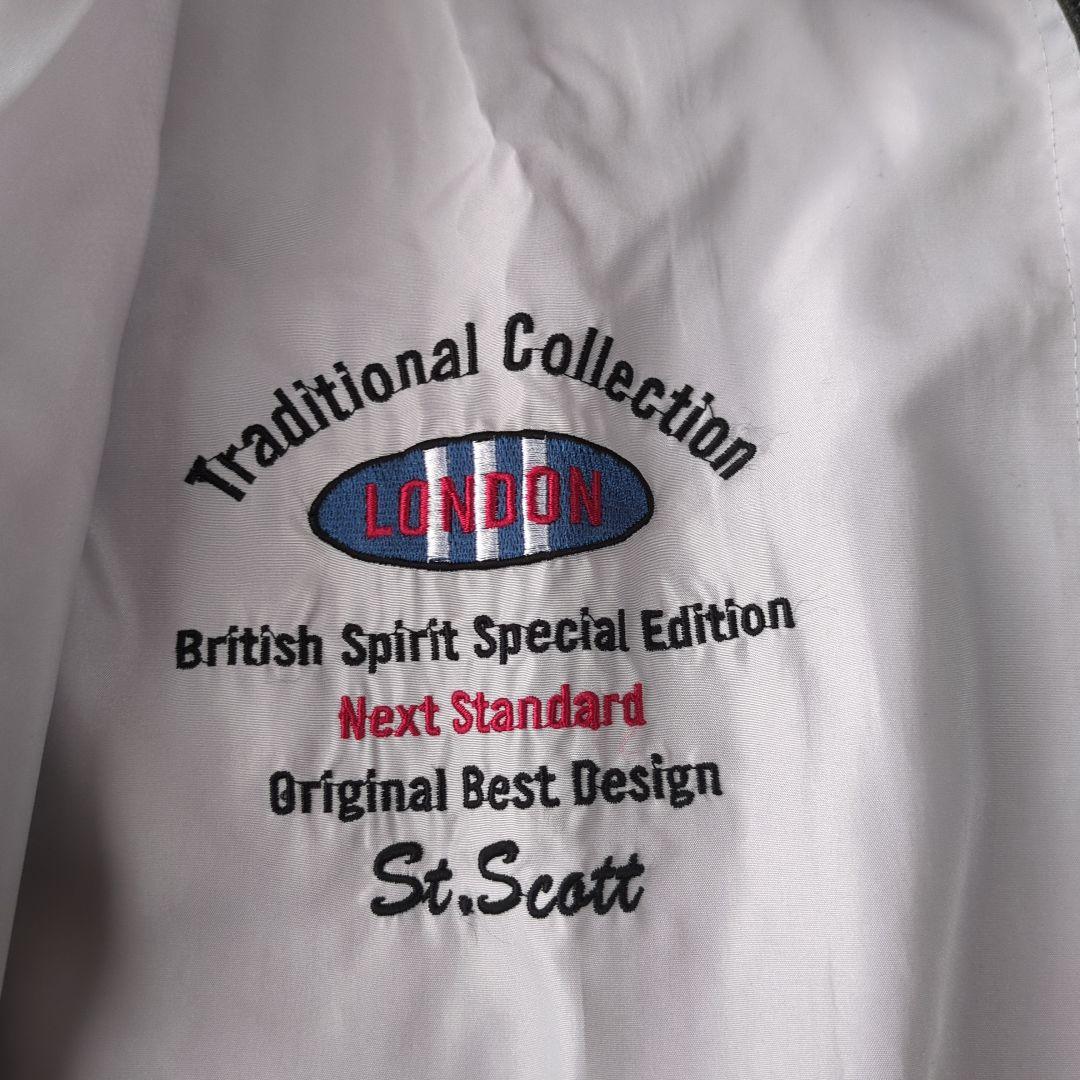 Traditional Collection
LONDON
British Spirit Special Edition
Next Standard
Original Best Design
St.Scott